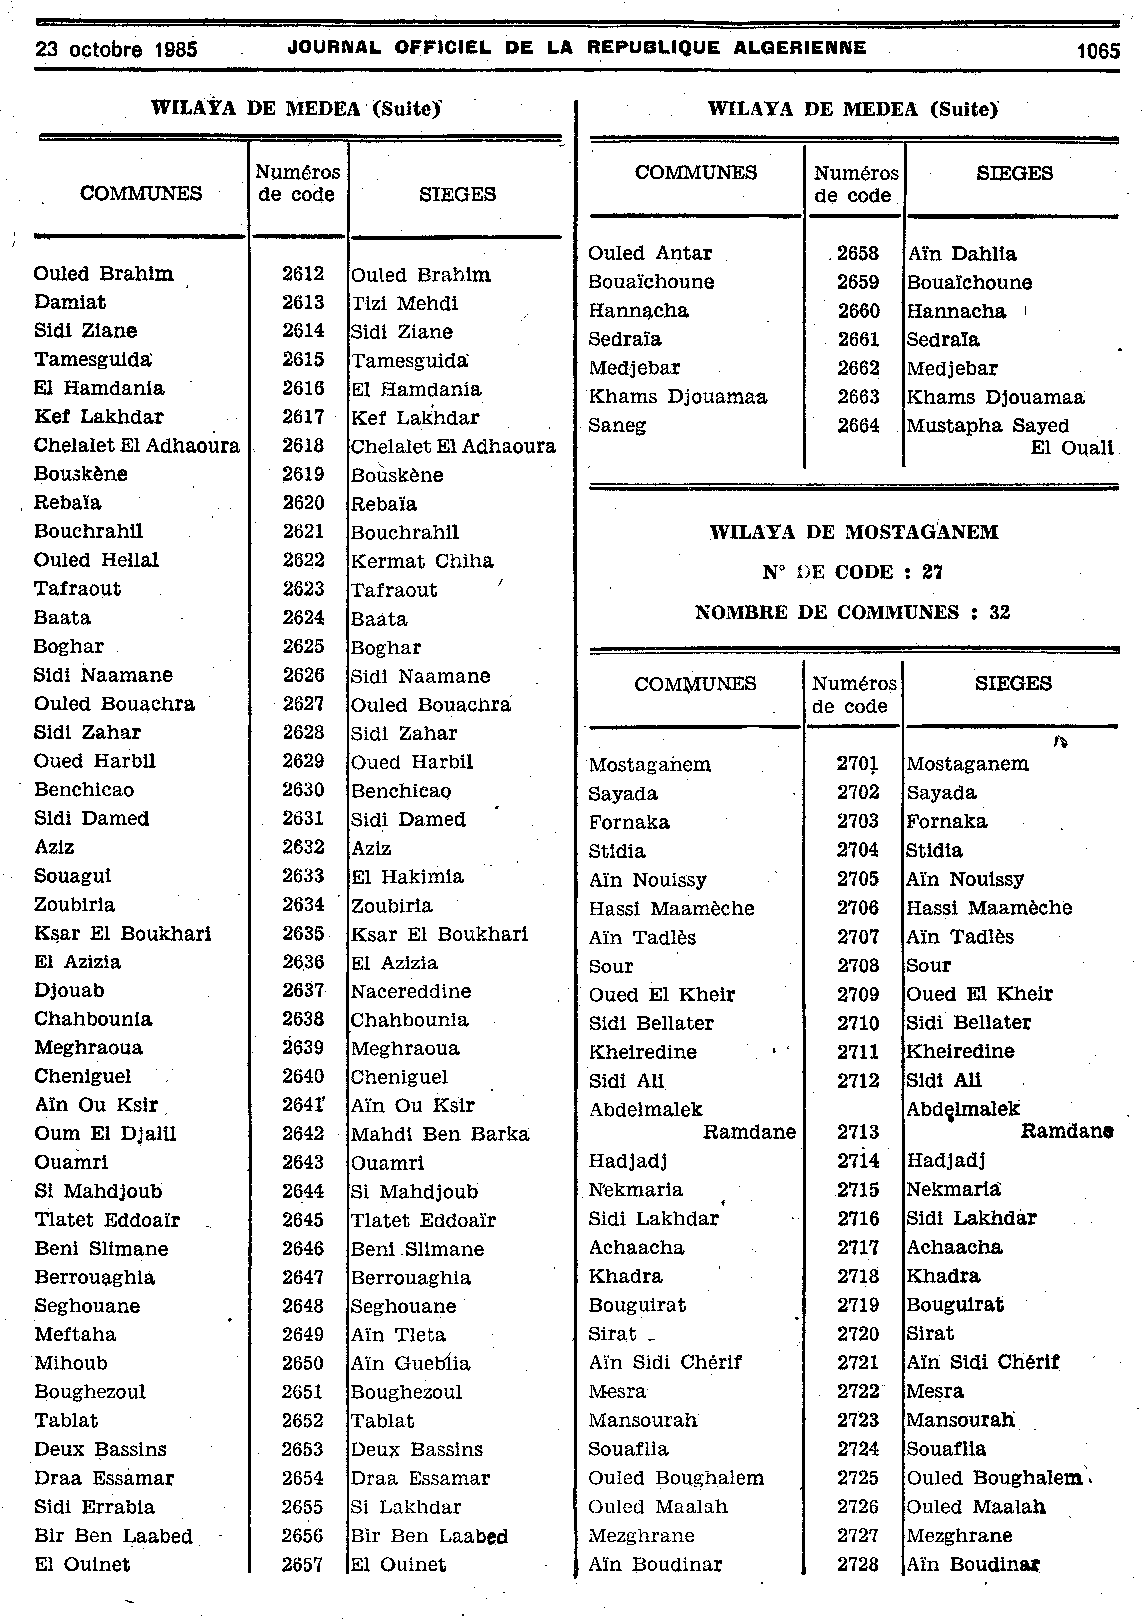 23 octobre 1985 JOURNAL OFFICIEL DE LA REPUBLIQUE ALGERIENNE 1065
WILAYA DE MEDEA (Suite)
COMMUNES Numéros de code SIEGES
Ouled Brahim 2612 Ouled Brahim
Damiat 2613 Tizi Mehdi
Sidi Ziane 2614 Sidi Ziane
Tamesguida 2615 Tamesguida
El Hamdania 2616 El Hamdania
Kef Lakhdar 2617 Kef Lakhdar
Chelalet El Adhaoura 2618 Chelalet El Adhaoura
Bouskène 2619 Bouskène
Rebaïa 2620 Rebaïa
Bouchrahil 2621 Bouchrahil
Ouled Hellal 2622 Kermat Chiha
Tafraout 2623 Tafraout
Baata 2624 Baata
Boghar 2625 Boghar
Sidi Naamane 2626 Sidi Naamane
Ouled Bouachra 2627 Ouled Bouachra
Sidi Zahar 2628 Sidi Zahar
Oued Harbil 2629 Oued Harbil
Benchicao 2630 Benchicao
Sidi Damed 2631 Sidi Damed
Aziz 2632 Aziz
Souagui 2633 El Hakimia
Zoubiria 2634 Zoubiria
Ksar El Boukhari 2635 Ksar El Boukhari
El Azizia 2636 El Azizia
Djouab 2637 Nacereddine
Chahbounia 2638 Chahbounia
Meghraoua 2639 Meghraoua
Cheniguel 2640 Cheniguel
Aïn Ou Ksir 2641 Aïn Ou Ksir
Oum El Djalil 2642 Mahdi Ben Barka
Ouamri 2643 Ouamri
Si Mahdjoub 2644 Si Mahdjoub
Tlatet Eddoaïr 2645 Tlatet Eddoaïr
Beni Slimane 2646 Beni Slimane
Berrouaghia 2647 Berrouaghia
Seghouane 2648 Seghouane
Meftaha 2649 Aïn Tleta
Mihoub 2650 Aïn Gueblia
Boughezoul 2651 Boughezoul
Tablat 2652 Tablat
Deux Bassins 2653 Deux Bassins
Draa Essamar 2654 Draa Essamar
Sidi Errabia 2655 Si Lakhdar
Bir Ben Laabed 2656 Bir Ben Laabed
El Ouinet 2657 El Ouinet
WILAYA DE MEDEA (Suite)
COMMUNES Numéros de code SIEGES
Ouled Antar 2658 Aïn Dahlia
Bouaïchoune 2659 Bouaïchoune
Hannacha 2660 Hannacha
Sedraïa 2661 Sedraïa
Medjebar 2662 Medjebar
Khams Djouamaa 2663 Khams Djouamaa
Saneg 2664 Mustapha Sayed
El Ouali
WILAYA DE MOSTAGANEM
N° DE CODE : 27
NOMBRE DE COMMUNES : 32
COMMUNES Numéros de code SIEGES
Mostaganem 2701 Mostaganem
Sayada 2702 Sayada
Fornaka 2703 Fornaka
Stidia 2704 Stidia
Aïn Nouissy 2705 Aïn Nouissy
Hassi Maamèche 2706 Hassi Maamèche
Aïn Tadlès 2707 Aïn Tadlès
Sour 2708 Sour
Oued El Kheir 2709 Oued El Kheir
Sidi Bellater 2710 Sidi Bellater
Kheiredine 2711 Kheiredine
Sidi Ali 2712 Sidi Ali
Abdelmalek Abdelmalek
Ramdane 2713 Ramdane
Hadjadj 2714 Hadjadj
Nekmaria 2715 Nekmaria
Sidi Lakhdar 2716 Sidi Lakhdar
Achaacha 2717 Achaacha
Khadra 2718 Khadra
Bouguirat 2719 Bouguirat
Sirat 2720 Sirat
Aïn Sidi Chérif 2721 Aïn Sidi Chérif
Mesra 2722 Mesra
Mansourah 2723 Mansourah
Souaflia 2724 Souaflia
Ouled Boughalem 2725 Ouled Boughalem
Ouled Maalah 2726 Ouled Maalah
Mezghrane 2727 Mezghrane
Aïn Boudinar 2728 Aïn Boudinar